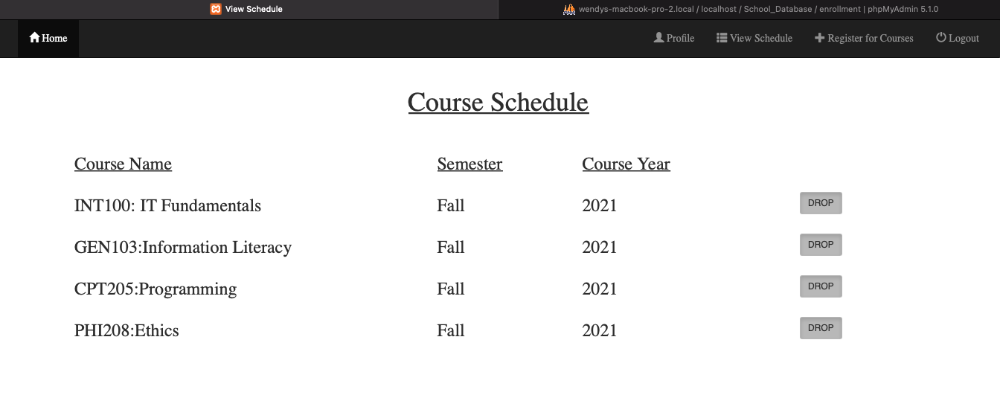 View Schedule
wendys-macbook-pro-2.local / localhost / School_Database / enrollment | phpMyAdmin 5.1.0
Home Profile View Schedule Register for Courses Logout
Course Schedule
Course Name Semester Course Year
INT100: IT Fundamentals Fall 2021 DROP
GEN103:Information Literacy Fall 2021 DROP
CPT205:Programming Fall 2021 DROP
PHI208:Ethics Fall 2021 DROP